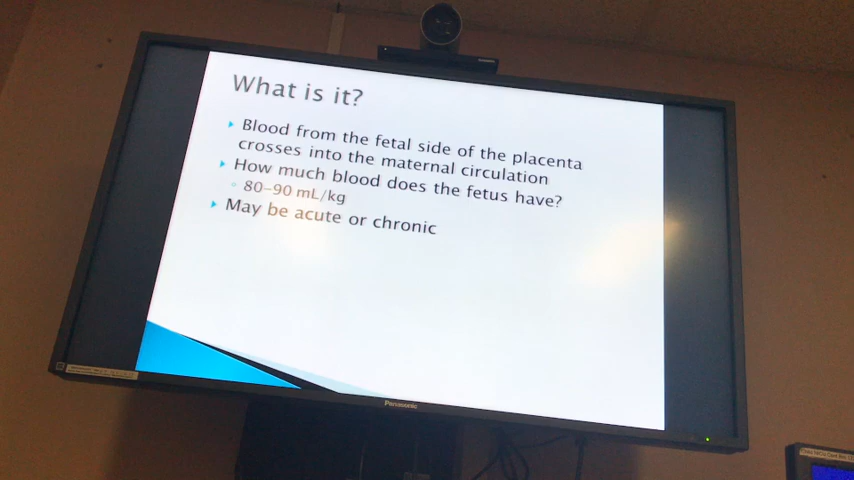 What is it?
Blood from the fetal side of the placenta
crosses into the maternal circulation
How much blood does the fetus have?
80-90 mL/kg
May be acute or chronic
Panasonic